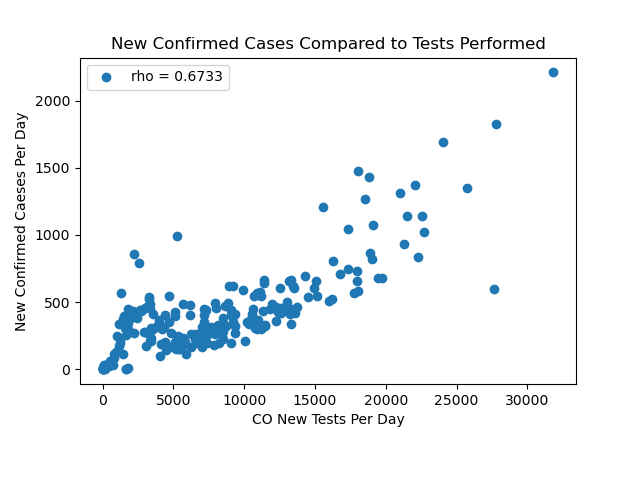 New Confirmed Cases Compared to Tests Performed
rho = 0.6733
2000
1500
1000
500
0
New Confirmed Caeses Per Day
0 5000 10000 15000 20000 25000 30000
CO New Tests Per Day